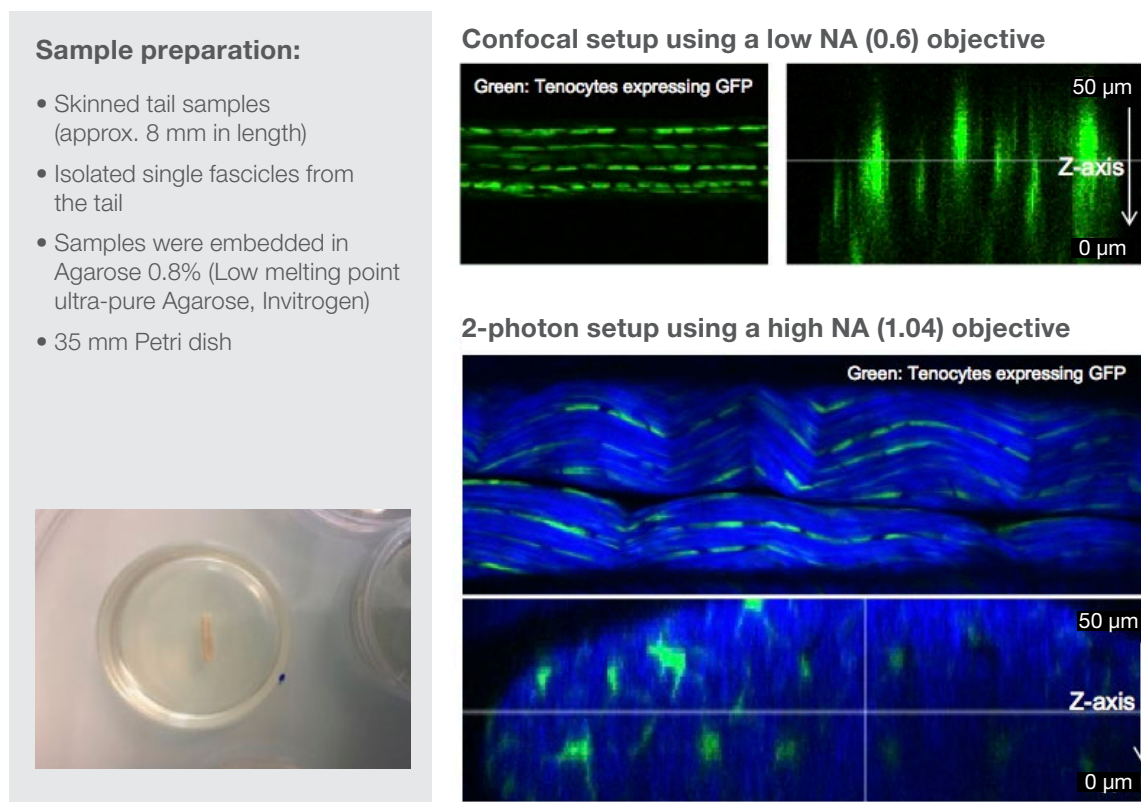 Sample preparation:
• Skinned tail samples
(approx. 8 mm in length)
• Isolated single fascicles from
the tail
• Samples were embedded in
Agarose 0.8% (Low melting point
ultra-pure Agarose, Invitrogen)
• 35 mm Petri dish
Confocal setup using a low NA (0.6) objective
Green: Tenocytes expressing GFP
50 µm
Z-axis
0 µm
2-photon setup using a high NA (1.04) objective
Green: Tenocytes expressing GFP
50 µm
Z-axis
0 µm